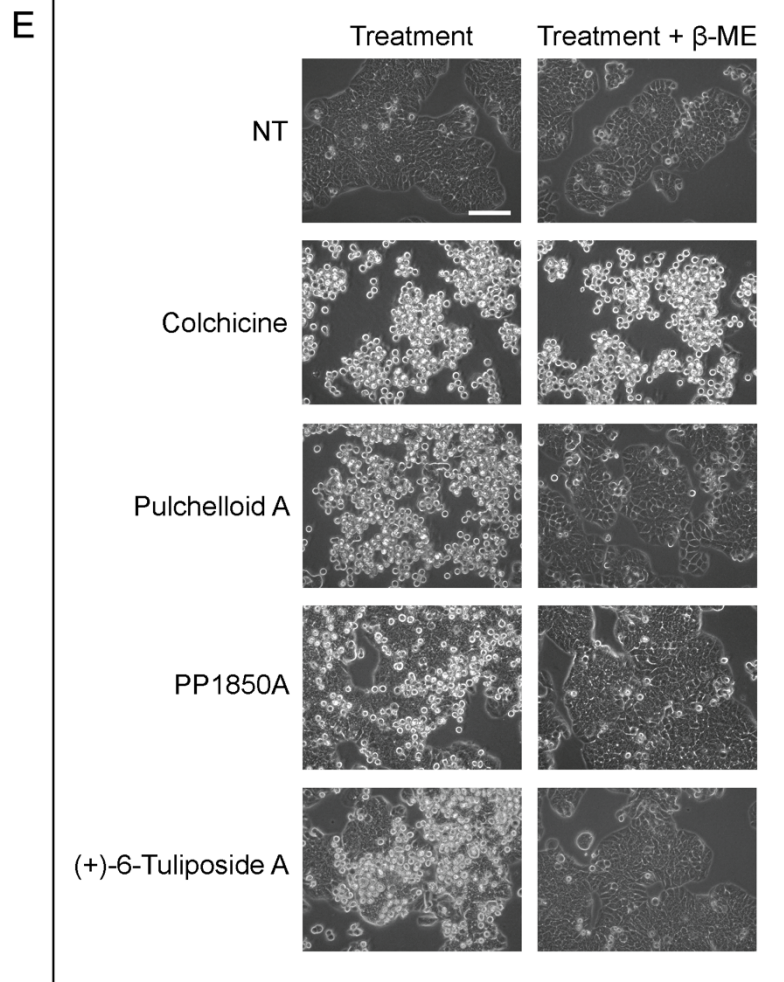 E
Treatment
Treatment + β-ME
NT
Colchicine
Pulchelloid A
PP1850A
(+)-6-Tuliposide A